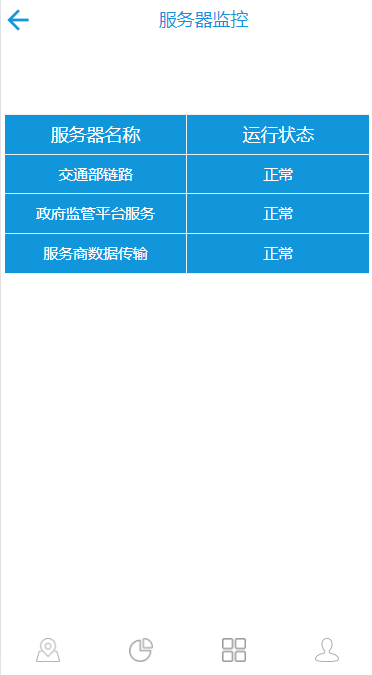 服务器监控
服务器名称 运行状态
交通部链路 正常
政府监管平台服务 正常
服务商数据传输 正常